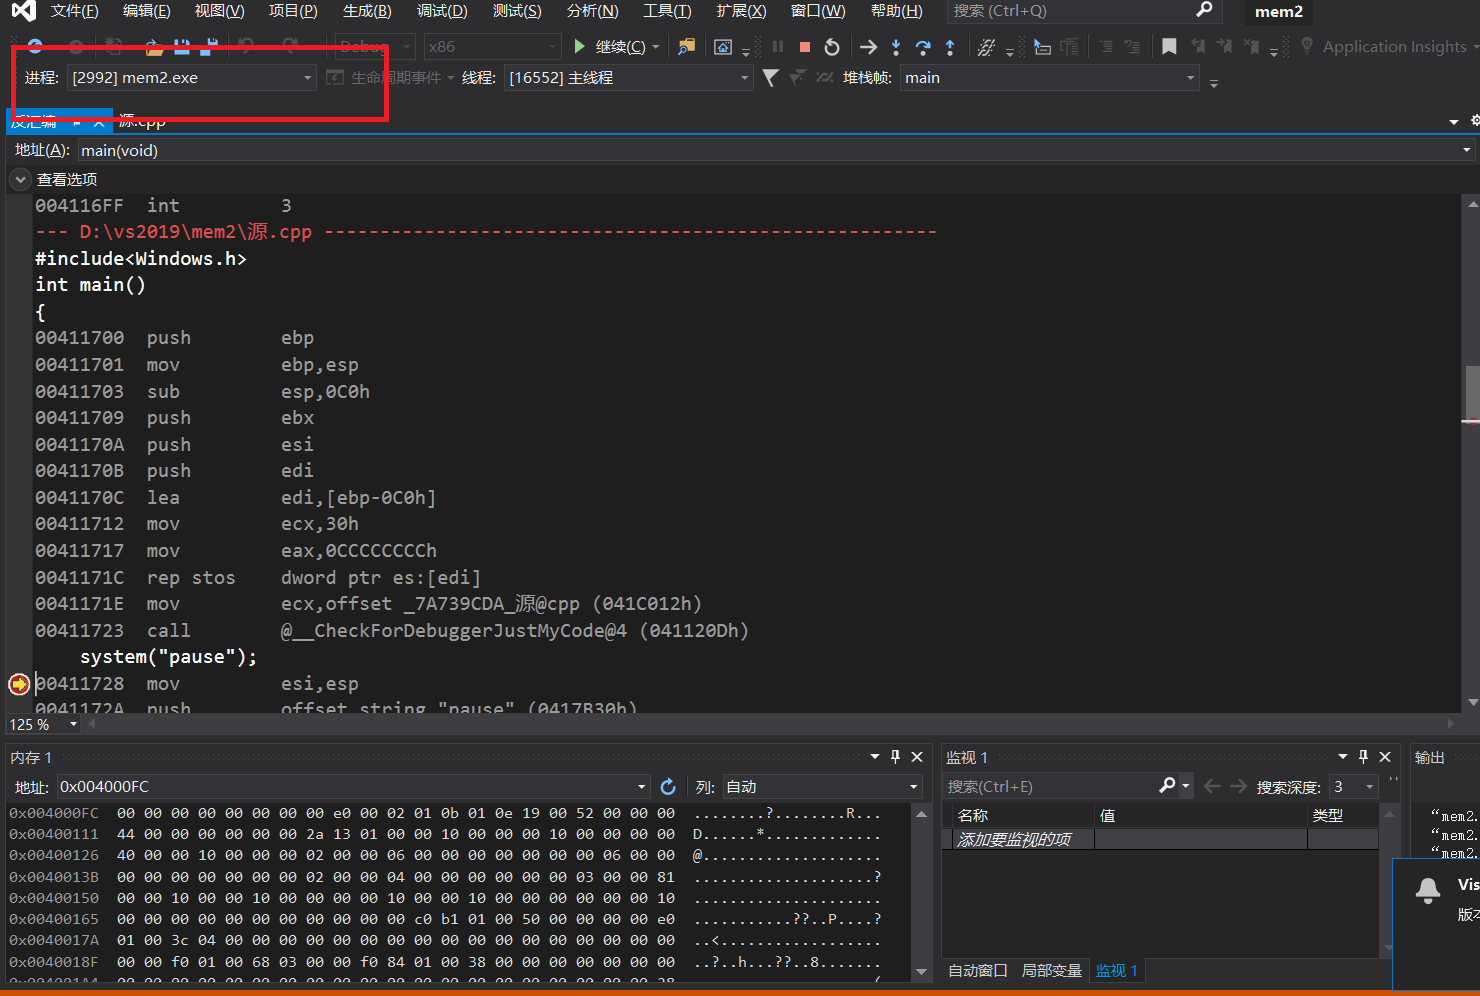 文件(F) 编辑(E) 视图(V) 项目(P) 生成(B) 调试(D) 测试(S) 分析(N) 工具(T) 扩展(X) 窗口(W) 帮助(H) 搜索 (Ctrl+Q) mem2
Debug x86 继续(C) Application Insights
进程: [2992] mem2.exe 生命周期事件 线程: [16552] 主线程 堆栈帧: main
反汇编 源.cpp
地址(A): main(void)
查看选项
004116FF int 3
--- D:\vs2019\mem2\源.cpp -------------------------------------------------------
#include<Windows.h>
int main()
{
00411700 push ebp
00411701 mov ebp,esp
00411703 sub esp,0C0h
00411709 push ebx
0041170A push esi
0041170B push edi
0041170C lea edi,[ebp-0C0h]
00411712 mov ecx,30h
00411717 mov eax,0CCCCCCCCh
0041171C rep stos dword ptr es:[edi]
0041171E mov ecx,offset _7A739CDA_源@cpp (041C012h)
00411723 call @__CheckForDebuggerJustMyCode@4 (041120Dh)
system("pause");
00411728 mov esi,esp
0041172A push offset string "pause" (0417B30h)
125 %
内存 1
地址: 0x004000FC 列: 自动
0x004000FC 00 00 00 00 00 00 00 00 e0 00 02 01 0b 01 0e 19 00 52 00 00 00 ........?........R...
0x00400111 44 00 00 00 00 00 00 2a 13 01 00 00 10 00 00 00 10 00 00 00 00 D......*.............
0x00400126 40 00 00 10 00 00 00 02 00 00 06 00 00 00 00 00 00 00 06 00 00 @....................
0x0040013B 00 00 00 00 00 00 00 02 00 00 04 00 00 00 00 00 00 03 00 00 81 ....................?
0x00400150 00 00 10 00 00 10 00 00 00 00 10 00 00 10 00 00 00 00 00 00 10 .....................
0x00400165 00 00 00 00 00 00 00 00 00 00 00 c0 b1 01 00 50 00 00 00 00 e0 ...........??..P....?
0x0040017A 01 00 3c 04 00 00 00 00 00 00 00 00 00 00 00 00 00 00 00 00 00 ..<..................
0x0040018F 00 00 f0 01 00 68 03 00 00 f0 84 01 00 38 00 00 00 00 00 00 00 ..?..h...??..8.......
监视 1
搜索(Ctrl+E) 搜索深度: 3
名称 值 类型
添加要监视的项
自动窗口 局部变量 监视 1
输出
“mem2.
“mem2.
“mem2.
Vis
版本